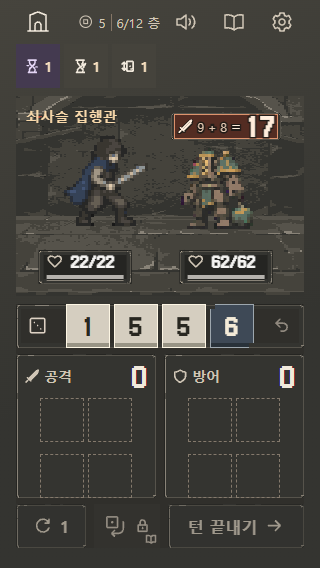 5 6/12 층
1 1 1
쇠사슬 집행관
9 + 8 = 17
22/22 62/62
1 5 5 6
공격 0 방어 0
1 턴 끝내기